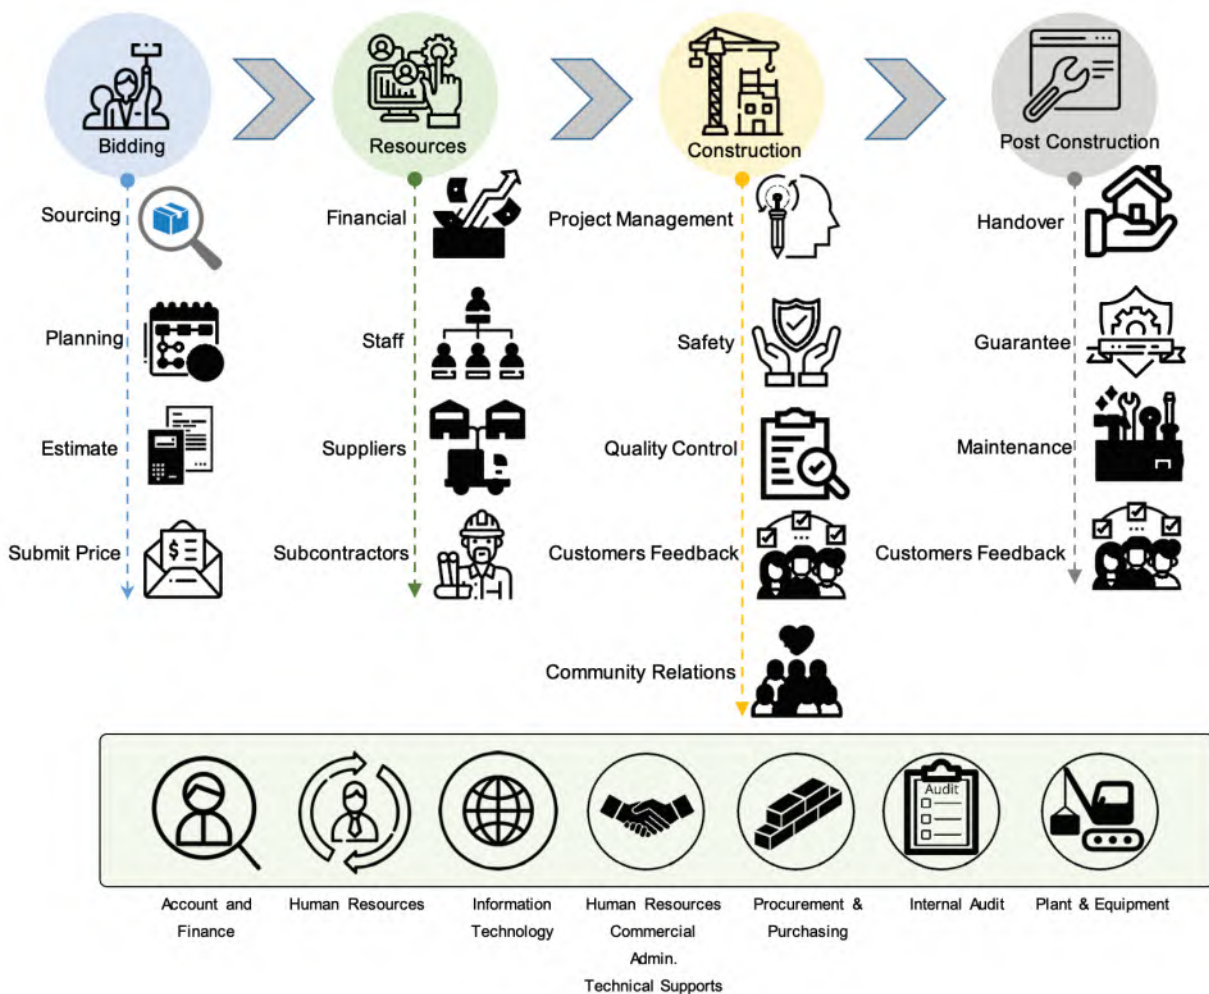 Bidding
Resources
Construction
Post Construction
Sourcing
Planning
Estimate
Submit Price
$
Financial
Staff
Suppliers
Subcontractors
Project Management
Safety
Quality Control
Customers Feedback
Community Relations
Handover
Guarantee
Maintenance
Customers Feedback
Audit
Account and
Finance
Human Resources
Information
Technology
Human Resources
Commercial
Admin.
Technical Supports
Procurement &
Purchasing
Internal Audit
Plant & Equipment